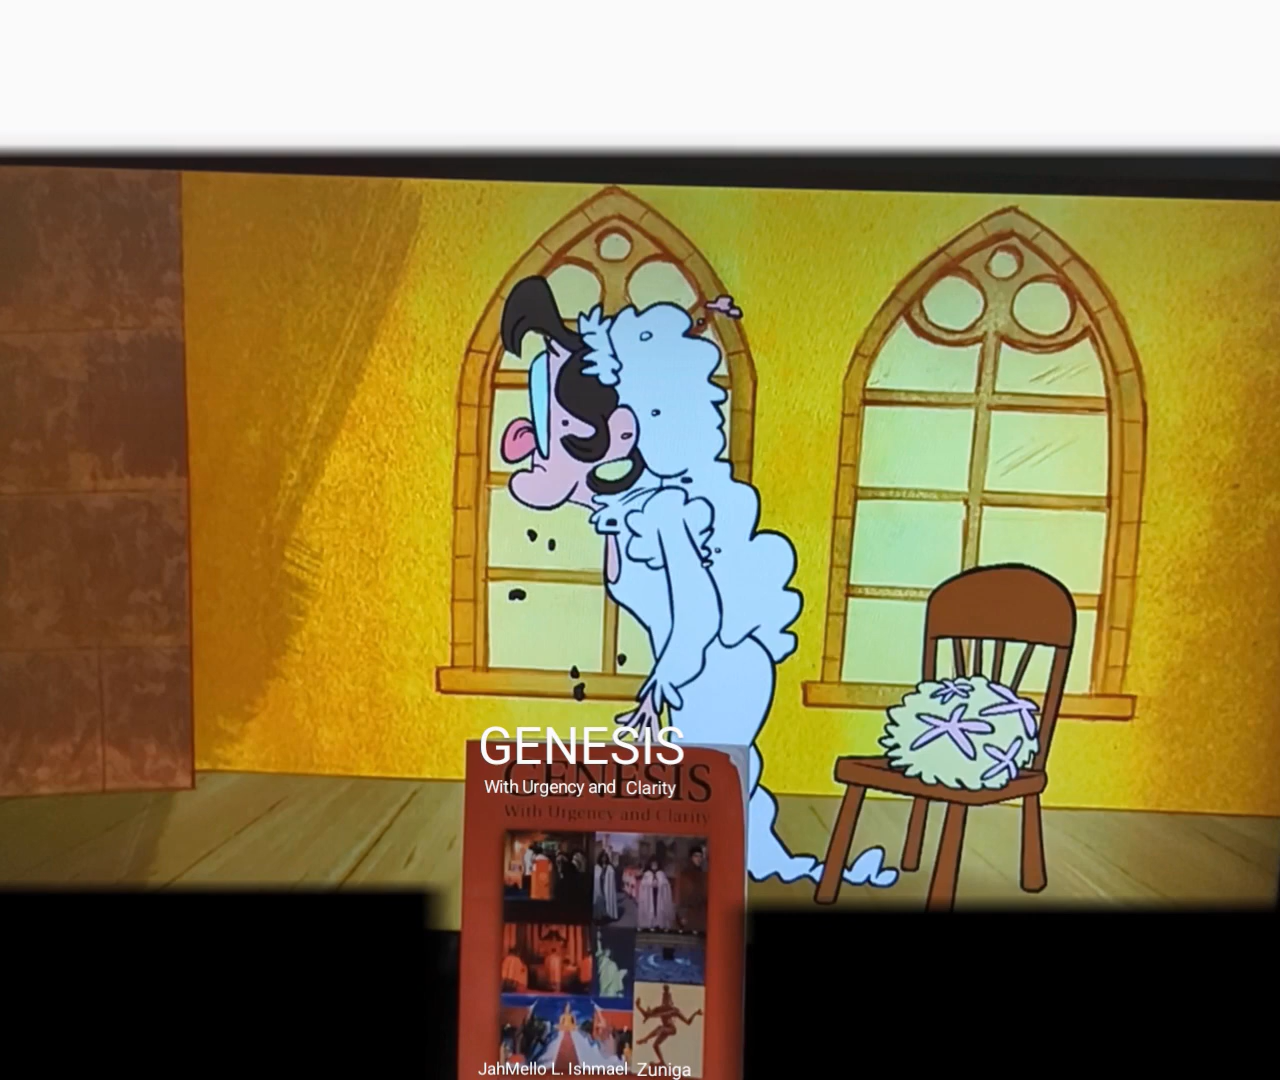 GENESIS
With Urgency and Clarity
GENESIS
With Urgency and Clarity
JahMello L. Ishmael Zuniga